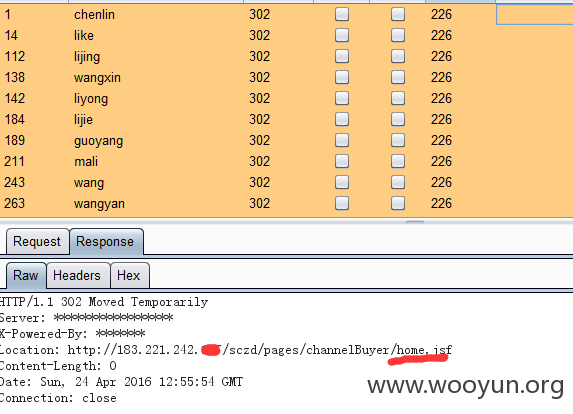 1 chenlin 302 226
14 like 302 226
112 lijing 302 226
138 wangxin 302 226
142 liyong 302 226
184 lijie 302 226
189 guoyang 302 226
211 mali 302 226
243 wang 302 226
263 wangyan 302 226
Request Response
Raw Headers Hex
HTTP/1.1 302 Moved Temporarily
Server: ******************
X-Powered-By: ********
Location: http://183.221.242. /sczd/pages/channelBuyer/home.jsf
Content-Length: 0
Date: Sun, 24 Apr 2016 12:55:54 GMT
Connection: close
www.wooyun.org